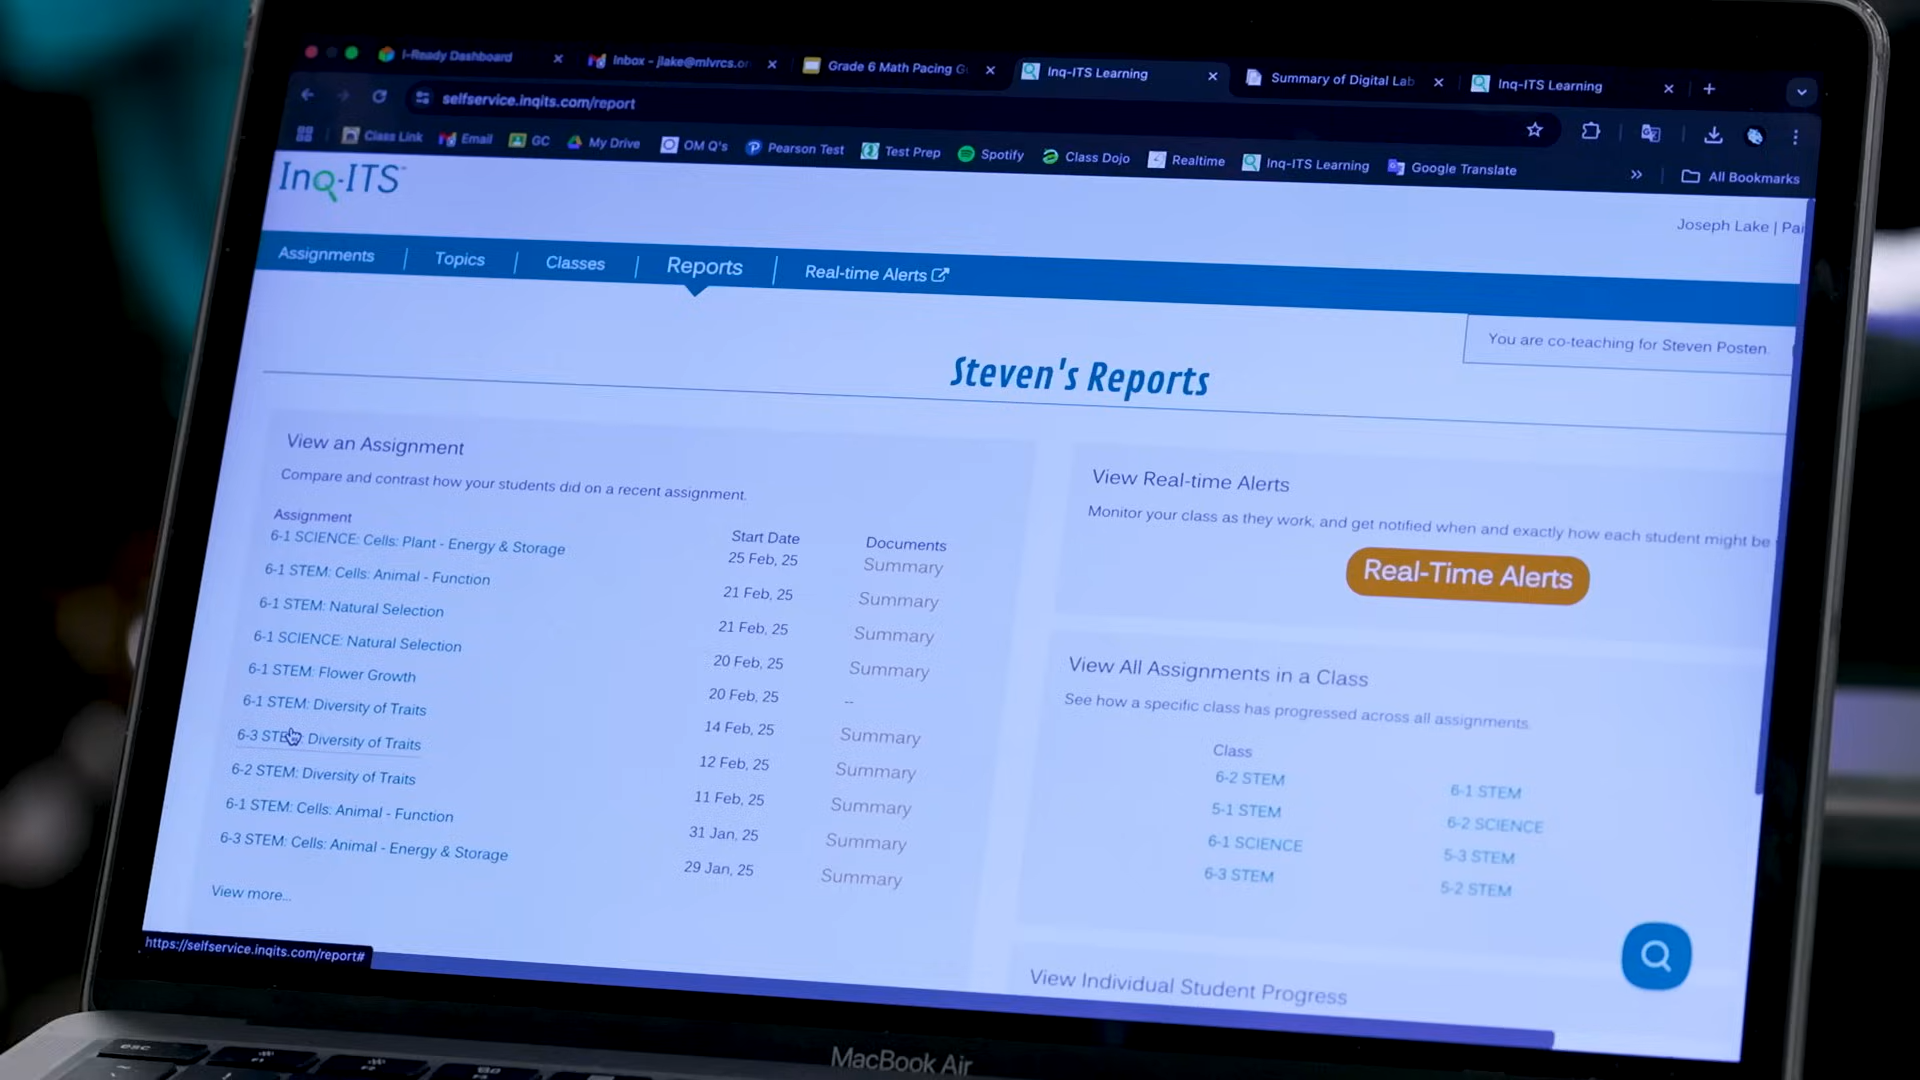 i-Ready Dashboard
Inbox - jlake@mlvrcs.or
Grade 6 Math Pacing G
Inq-ITS Learning
Summary of Digital Lab
Inq-ITS Learning
selfservice.inqits.com/report
Class Link
Email
GC
My Drive
OM Q's
Pearson Test
Test Prep
Spotify
Class Dojo
Realtime
Inq-ITS Learning
Google Translate
All Bookmarks
Inq-ITS
Joseph Lake | Pai
Assignments | Topics | Classes | Reports | Real-time Alerts
You are co-teaching for Steven Posten.
Steven's Reports
View an Assignment
Compare and contrast how your students did on a recent assignment.
Assignment Start Date Documents
6-1 SCIENCE: Cells: Plant - Energy & Storage 25 Feb, 25 Summary
6-1 STEM: Cells: Animal - Function 21 Feb, 25 Summary
6-1 STEM: Natural Selection 21 Feb, 25 Summary
6-1 SCIENCE: Natural Selection 20 Feb, 25 Summary
6-1 STEM: Flower Growth 20 Feb, 25 --
6-1 STEM: Diversity of Traits 14 Feb, 25 Summary
6-3 STEM: Diversity of Traits 12 Feb, 25 Summary
6-2 STEM: Diversity of Traits 11 Feb, 25 Summary
6-1 STEM: Cells: Animal - Function 31 Jan, 25 Summary
6-3 STEM: Cells: Animal - Energy & Storage 29 Jan, 25 Summary
View more...
View Real-time Alerts
Monitor your class as they work, and get notified when and exactly how each student might be
Real-Time Alerts
View All Assignments in a Class
See how a specific class has progressed across all assignments.
Class
6-2 STEM 6-1 STEM
5-1 STEM 6-2 SCIENCE
6-1 SCIENCE 5-3 STEM
6-3 STEM 5-2 STEM
View Individual Student Progress
https://selfservice.inqits.com/report#
MacBook Air
esc